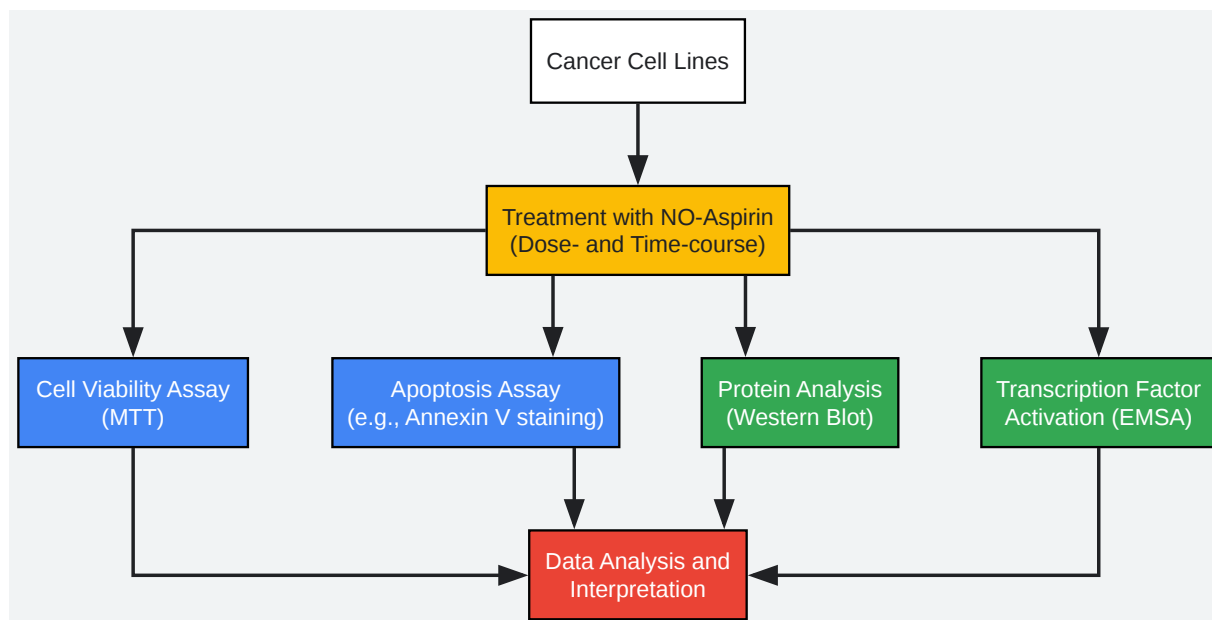 Cancer Cell Lines
Treatment with NO-Aspirin
(Dose- and Time-course)
Cell Viability Assay
(MTT)
Apoptosis Assay
(e.g., Annexin V staining)
Protein Analysis
(Western Blot)
Transcription Factor
Activation (EMSA)
Data Analysis and
Interpretation